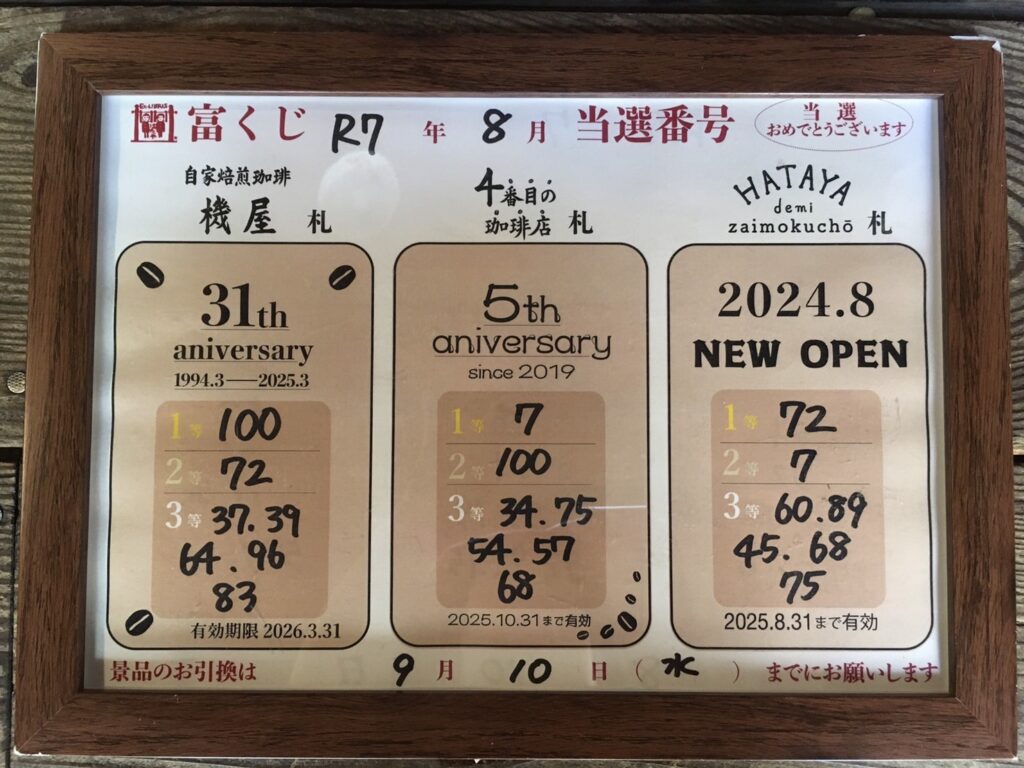 EX-LIBRIS
富くじ R7 年 8 月 当選番号
当選
おめでとうございます
自家焙煎珈琲
機屋 札
31th
aniversary
1994.3──2025.3
1等 100
2等 72
3等 37.39
64.96
83
有効期限 2026.3.31
4番目の
珈琲店 札
5th
aniversary
since 2019
1等 7
2等 100
3等 34.75
54.57
68
2025.10.31まで有効
HATAYA
demi
zaimokuchō 札
2024.8
NEW OPEN
1等 72
2等 7
3等 60.89
45.68
75
2025.8.31まで有効
景品のお引換は 9 月 10 日 ( 水 ) までにお願いします